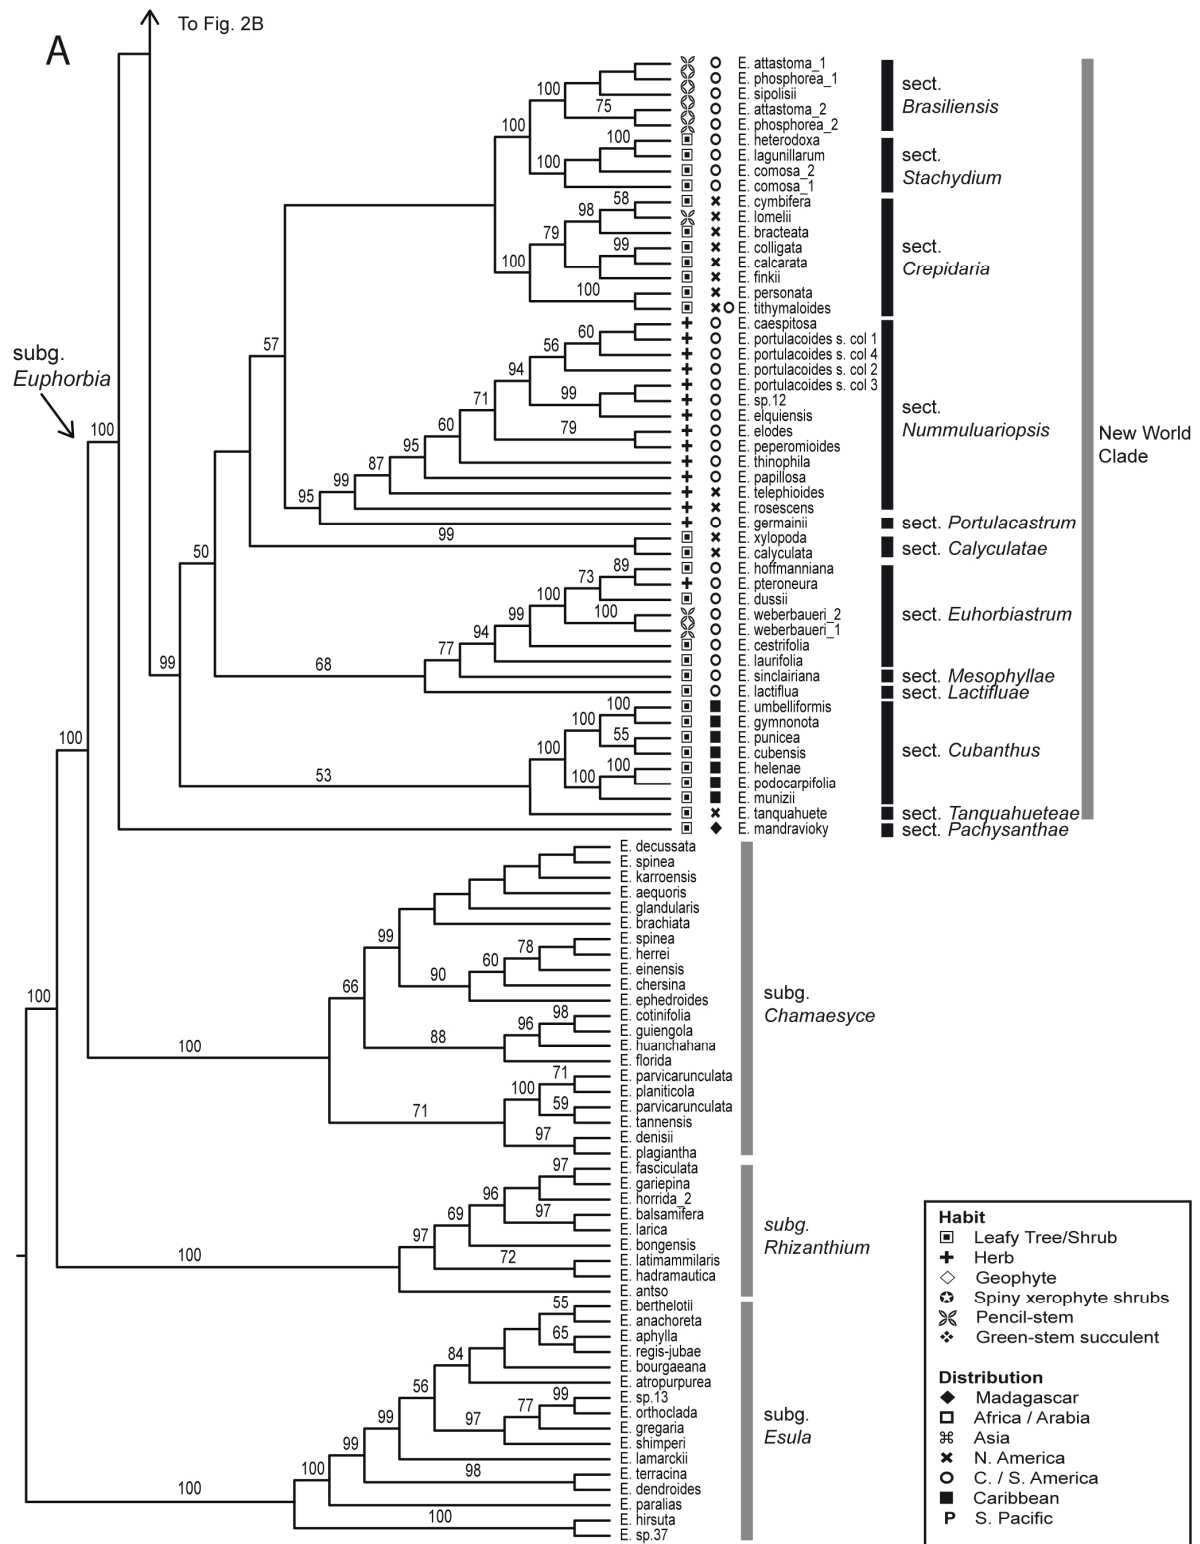 A
To Fig. 2B
subg.
Euphorbia
E. attastoma_1
E. phosphorea_1
E. sipolisii
E. attastoma_2
E. phosphorea_2
E. heterodoxa
E. lagunillarum
E. comosa_2
E. comosa_1
E. cymbifera
E. lomelii
E. bracteata
E. colligata
E. calcarata
E. finkii
E. personata
E. tithymaloides
E. caespitosa
E. portulacoides s. col 1
E. portulacoides s. col 4
E. portulacoides s. col 2
E. portulacoides s. col 3
E. sp.12
E. elquiensis
E. elodes
E. peperomioides
E. thinophila
E. papillosa
E. telephioides
E. rosescens
E. germainii
E. xylopoda
E. calyculata
E. hoffmanniana
E. pteroneura
E. dussii
E. weberbaueri_2
E. weberbaueri_1
E. cestrifolia
E. laurifolia
E. sinclairiana
E. lactiflua
E. umbelliformis
E. gymnonota
E. punicea
E. cubensis
E. helenae
E. podocarpifolia
E. munizii
E. tanquahuete
E. mandravioky
sect.
Brasiliensis
sect.
Stachydium
sect.
Crepidaria
sect.
Nummuluariopsis
sect. Portulacastrum
sect. Calyculatae
sect. Euhorbiastrum
sect. Mesophyllae
sect. Lactifluae
sect. Cubanthus
sect. Tanquahueteae
sect. Pachysanthae
New World
Clade
100
75
100
100
100
58
98
79
99
100
100
57
60
56
94
99
71
79
60
95
87
99
95
99
50
89
73
100
100
99
94
77
68
99
100
100
55
100
100
100
53
100
100
100
E. decussata
E. spinea
E. karroensis
E. aequoris
E. glandularis
E. brachiata
E. spinea
E. herrei
E. einensis
E. chersina
E. ephedroides
E. cotinifolia
E. guiengola
E. huanchahana
E. florida
E. parvicarunculata
E. planiticola
E. parvicarunculata
E. tannensis
E. denisii
E. plagiantha
subg.
Chamaesyce
99
78
60
90
66
98
96
88
100
71
100
59
71
97
E. fasciculata
E. gariepina
E. horrida_2
E. balsamifera
E. larica
E. bongensis
E. latimammilaris
E. hadramautica
E. antso
subg.
Rhizanthium
97
96
97
69
97
72
100
E. berthelotii
E. anachoreta
E. aphylla
E. regis-jubae
E. bourgaeana
E. atropurpurea
E. sp.13
E. orthoclada
E. gregaria
E. shimperi
E. lamarckii
E. terracina
E. dendroides
E. paralias
E. hirsuta
E. sp.37
subg.
Esula
55
65
84
56
99
77
97
99
99
98
100
100
100
100
Habit
Leafy Tree/Shrub
Herb
Geophyte
Spiny xerophyte shrubs
Pencil-stem
Green-stem succulent
Distribution
Madagascar
Africa / Arabia
Asia
N. America
C. / S. America
Caribbean
P S. Pacific